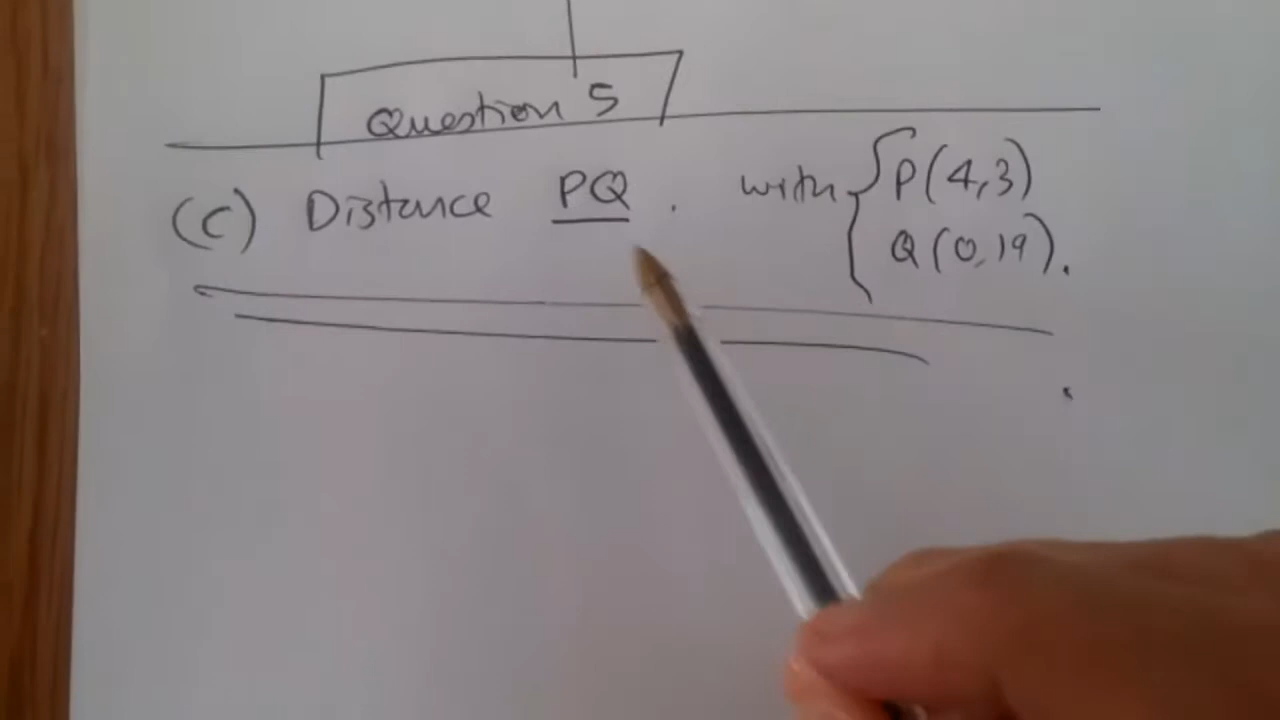 Question 5
(c) Distance PQ. with { P(4,3)
Q(0,19).